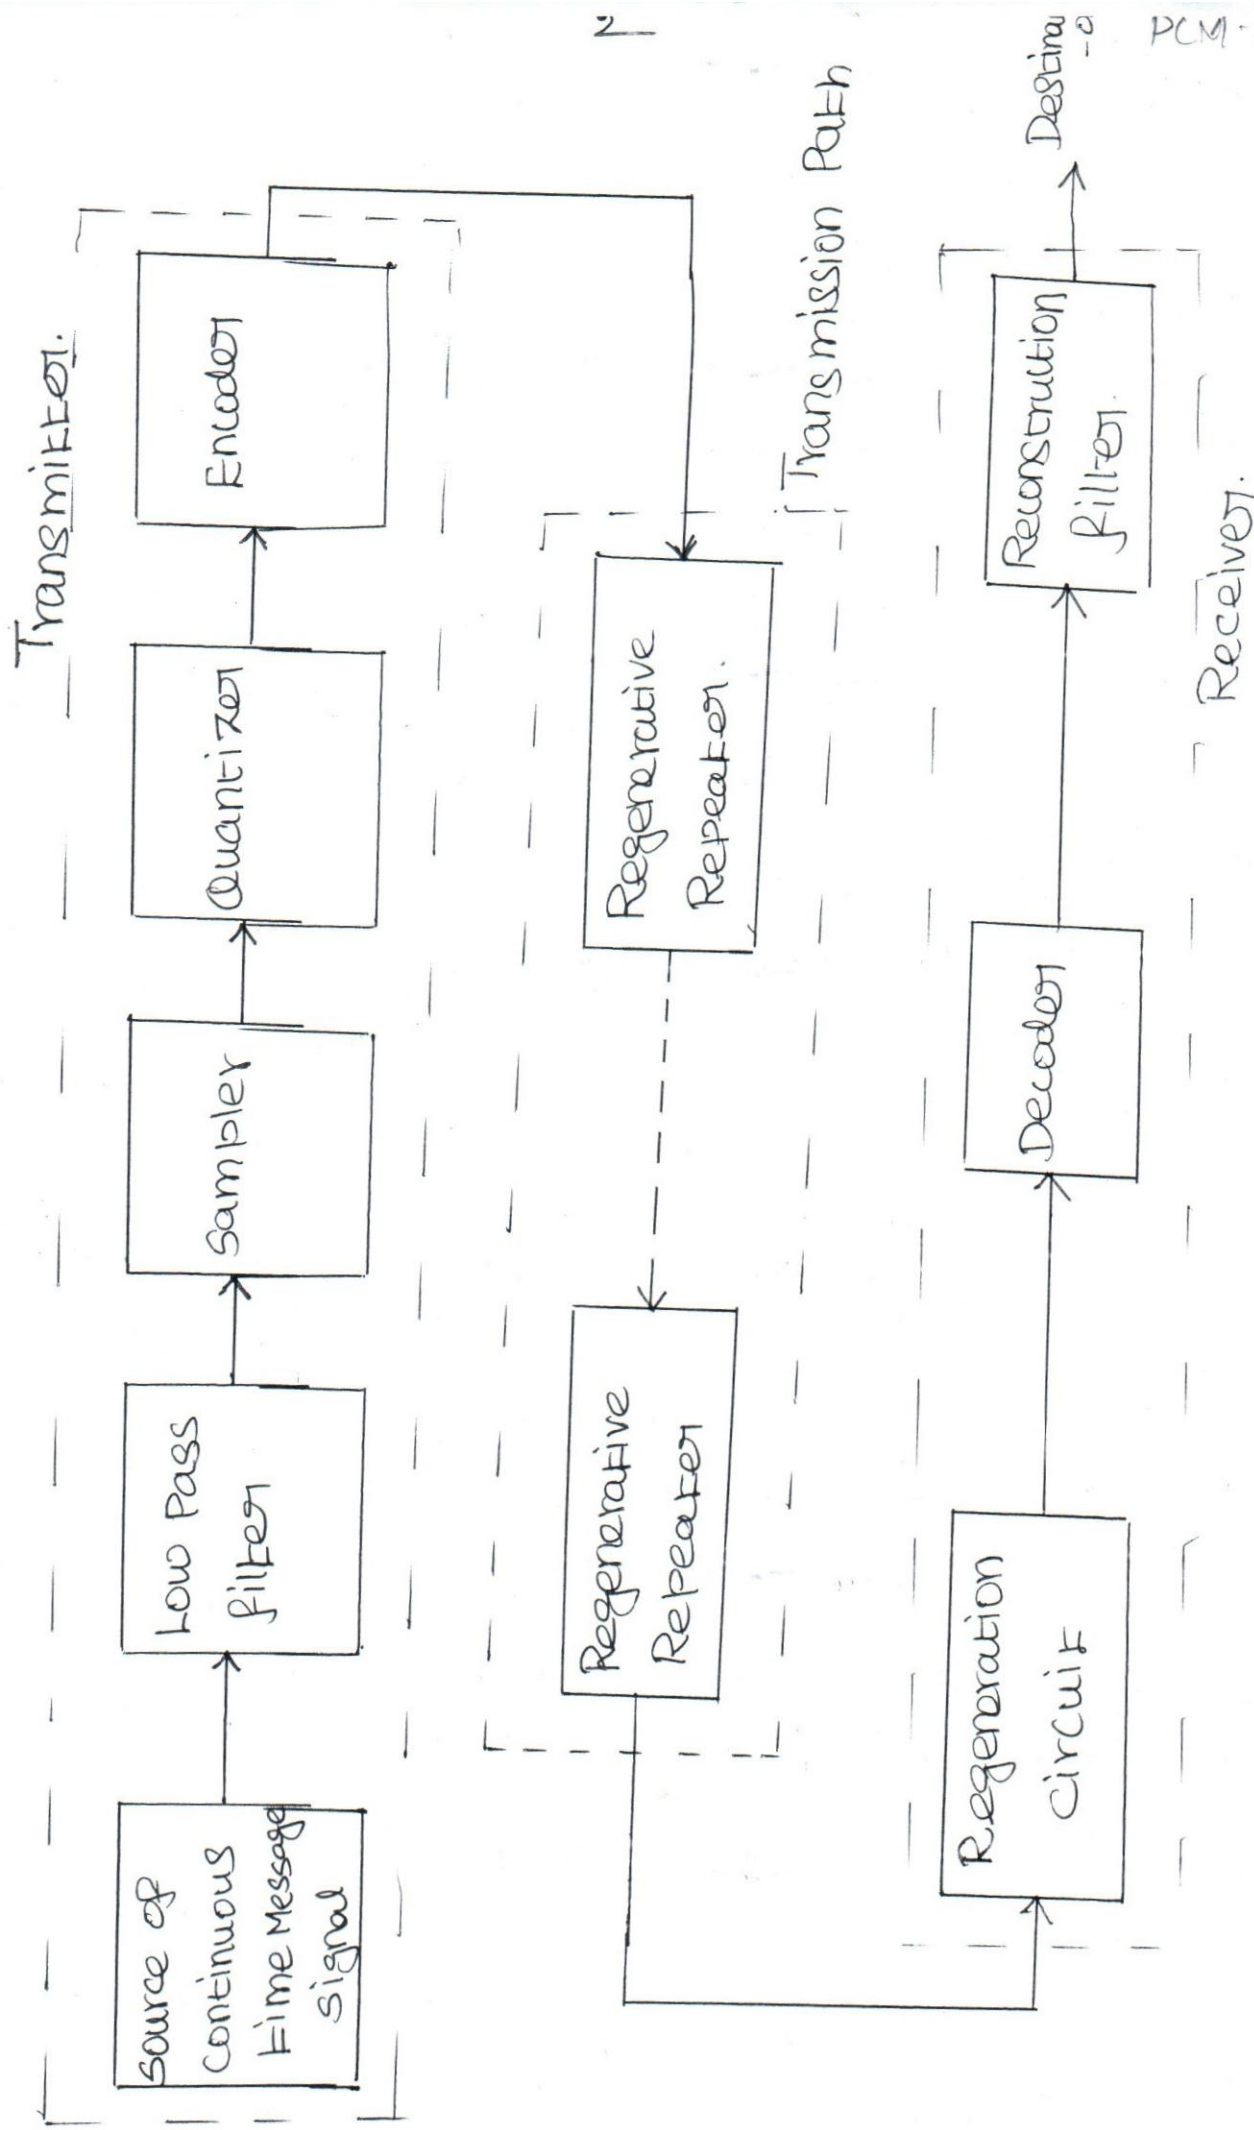 2
PCM-
Transmitter.
Source of
Continuous
time Message
Signal
Low Pass
filter
Sampler
Quantizer
Encoder
Transmission Path
Regenerative
Repeater.
Regenerative
Repeater
Regeneration
Circuit
Decoder
Reconstruction
filter.
Destina
Receiver.